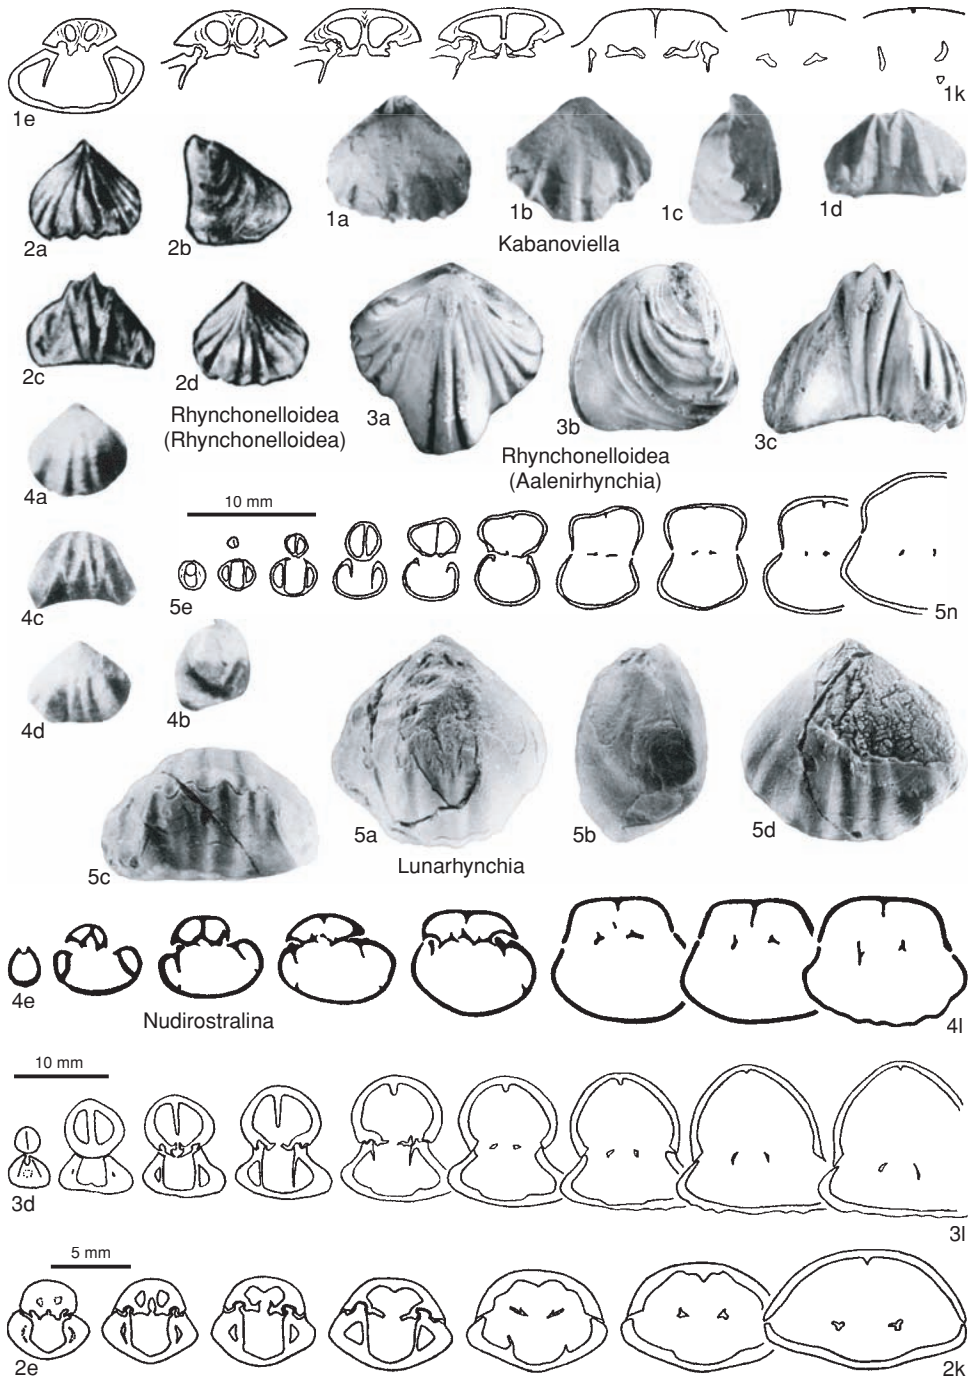 1e
1k
2a
2b
1a
1b
1c
1d
Kabanoviella
2c
2d
Rhynchonelloidea
(Rhynchonelloidea)
3a
3b
3c
Rhynchonelloidea
(Aalenirhynchia)
4a
10 mm
4c
5e
5n
4d
4b
5a
5b
5d
5c
Lunarhynchia
4e
Nudirostralina
4l
10 mm
3d
3l
5 mm
2e
2k